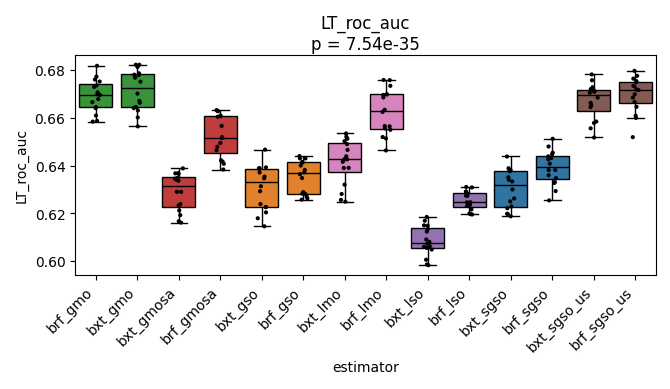 LT_roc_auc
p = 7.54e-35
LT_roc_auc
0.68
0.66
0.64
0.62
0.60
brf_gmo
bxt_gmo
bxt_gmosa
brf_gmosa
bxt_gso
brf_gso
bxt_lmo
brf_lmo
bxt_lso
brf_lso
bxt_sgso
brf_sgso
bxt_sgso_us
brf_sgso_us
estimator